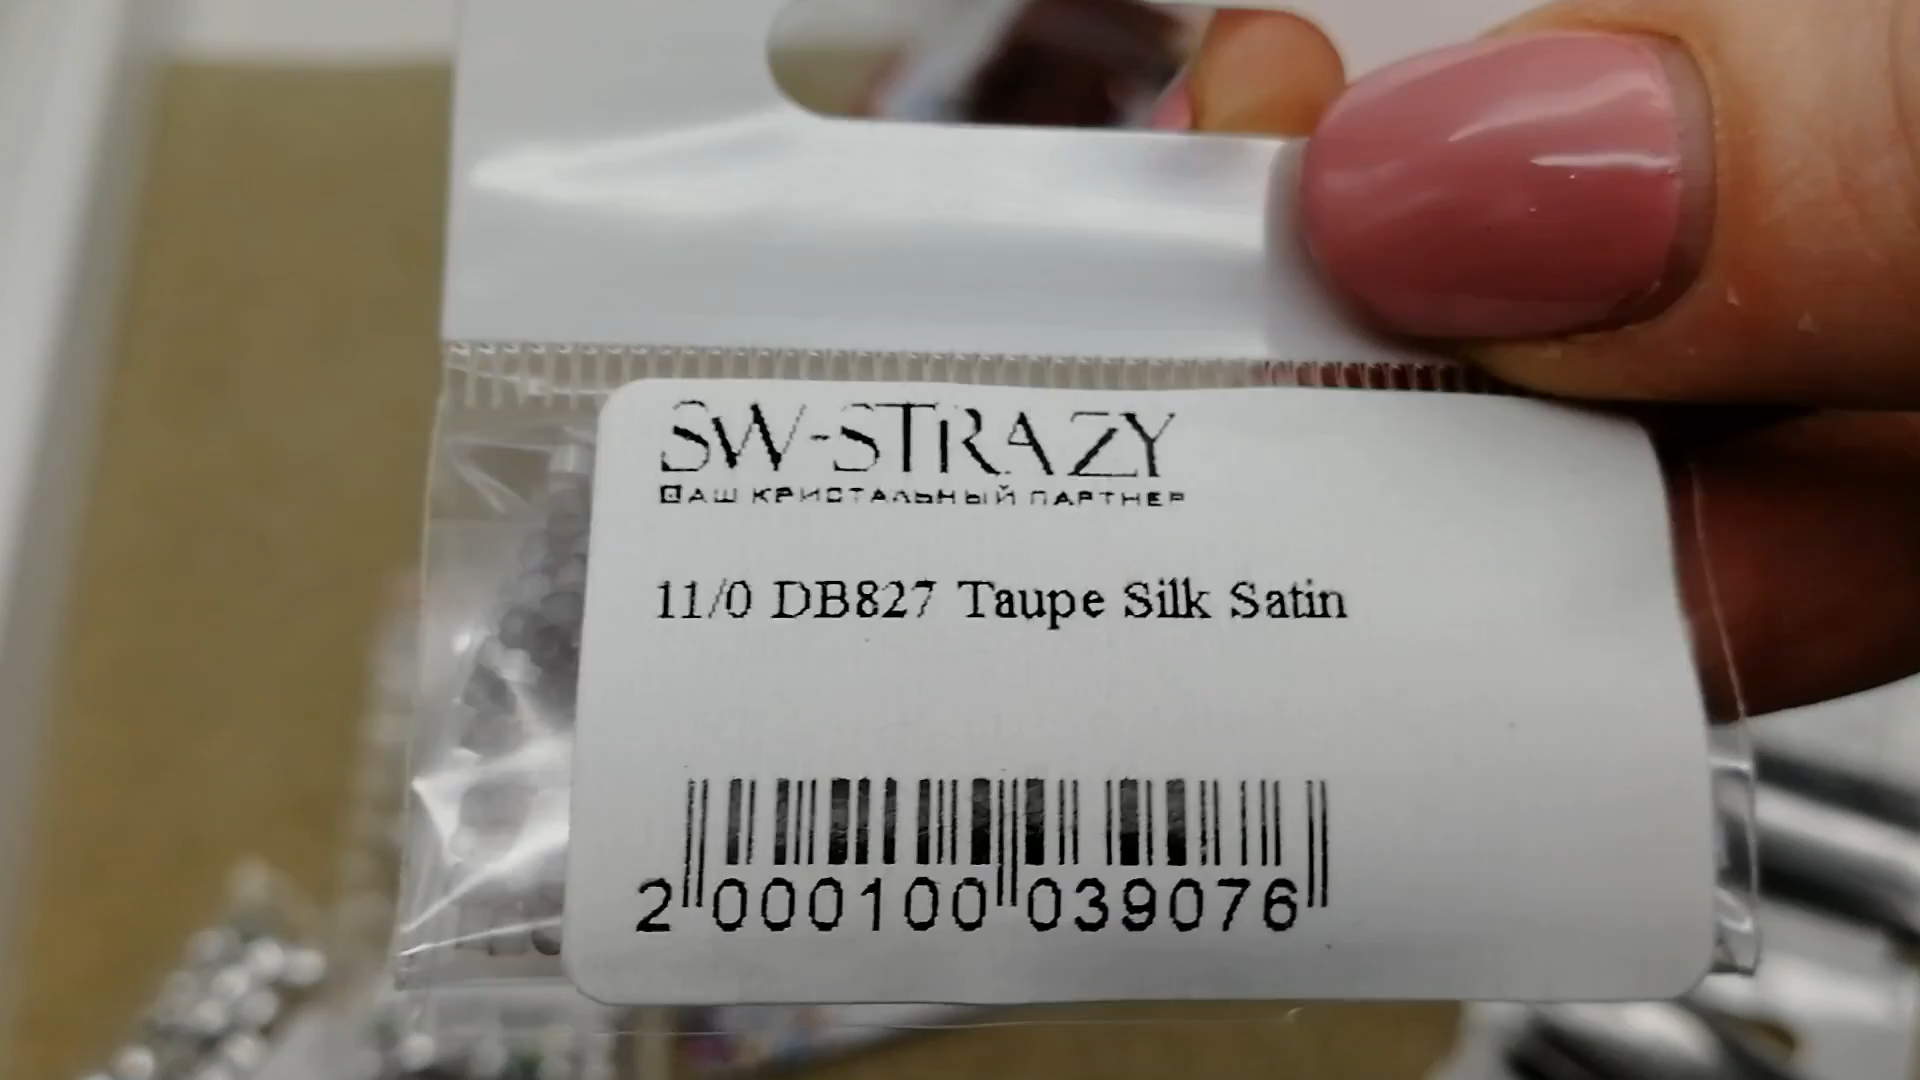 SW-STRAZY
ВАШ КРИСТАЛЬНЫЙ ПАРТНЕР
11/0 DB827 Taupe Silk Satin
2 000100 039076